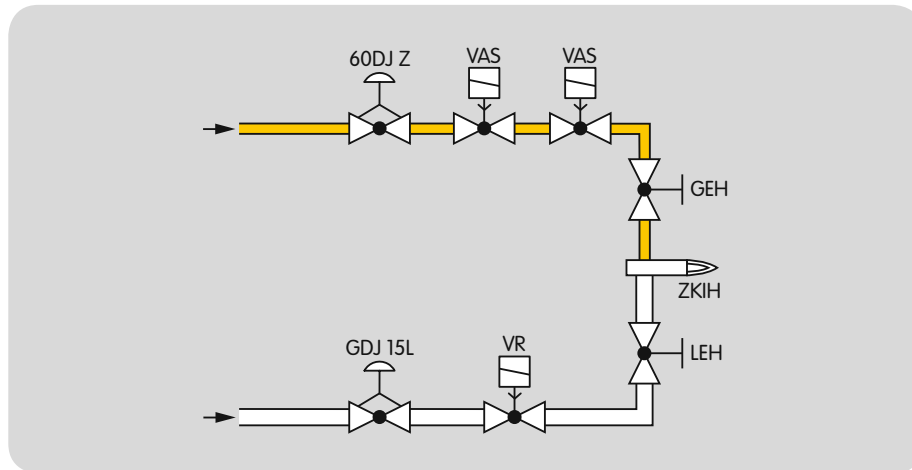 60DJ Z
VAS
VAS
GEH
ZKIH
LEH
GDJ 15L
VR